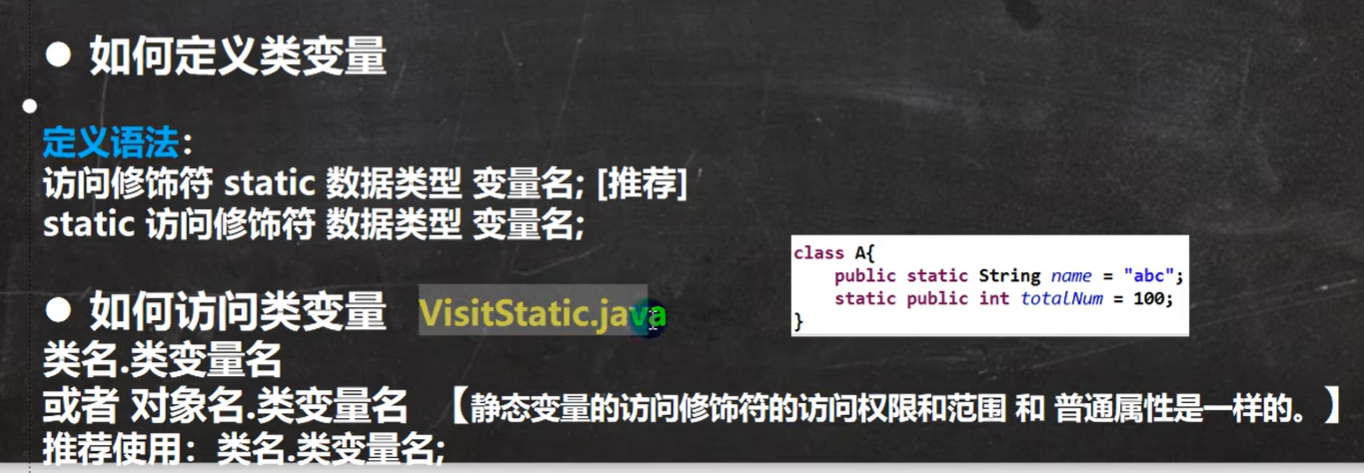 如何定义类变量
定义语法：
访问修饰符 static 数据类型 变量名; [推荐]
static 访问修饰符 数据类型 变量名;
class A{
public static String name = "abc";
static public int totalNum = 100;
}
如何访问类变量 VisitStatic.java
类名.类变量名
或者 对象名.类变量名 【静态变量的访问修饰符的访问权限和范围 和 普通属性是一样的。】
推荐使用：类名.类变量名;